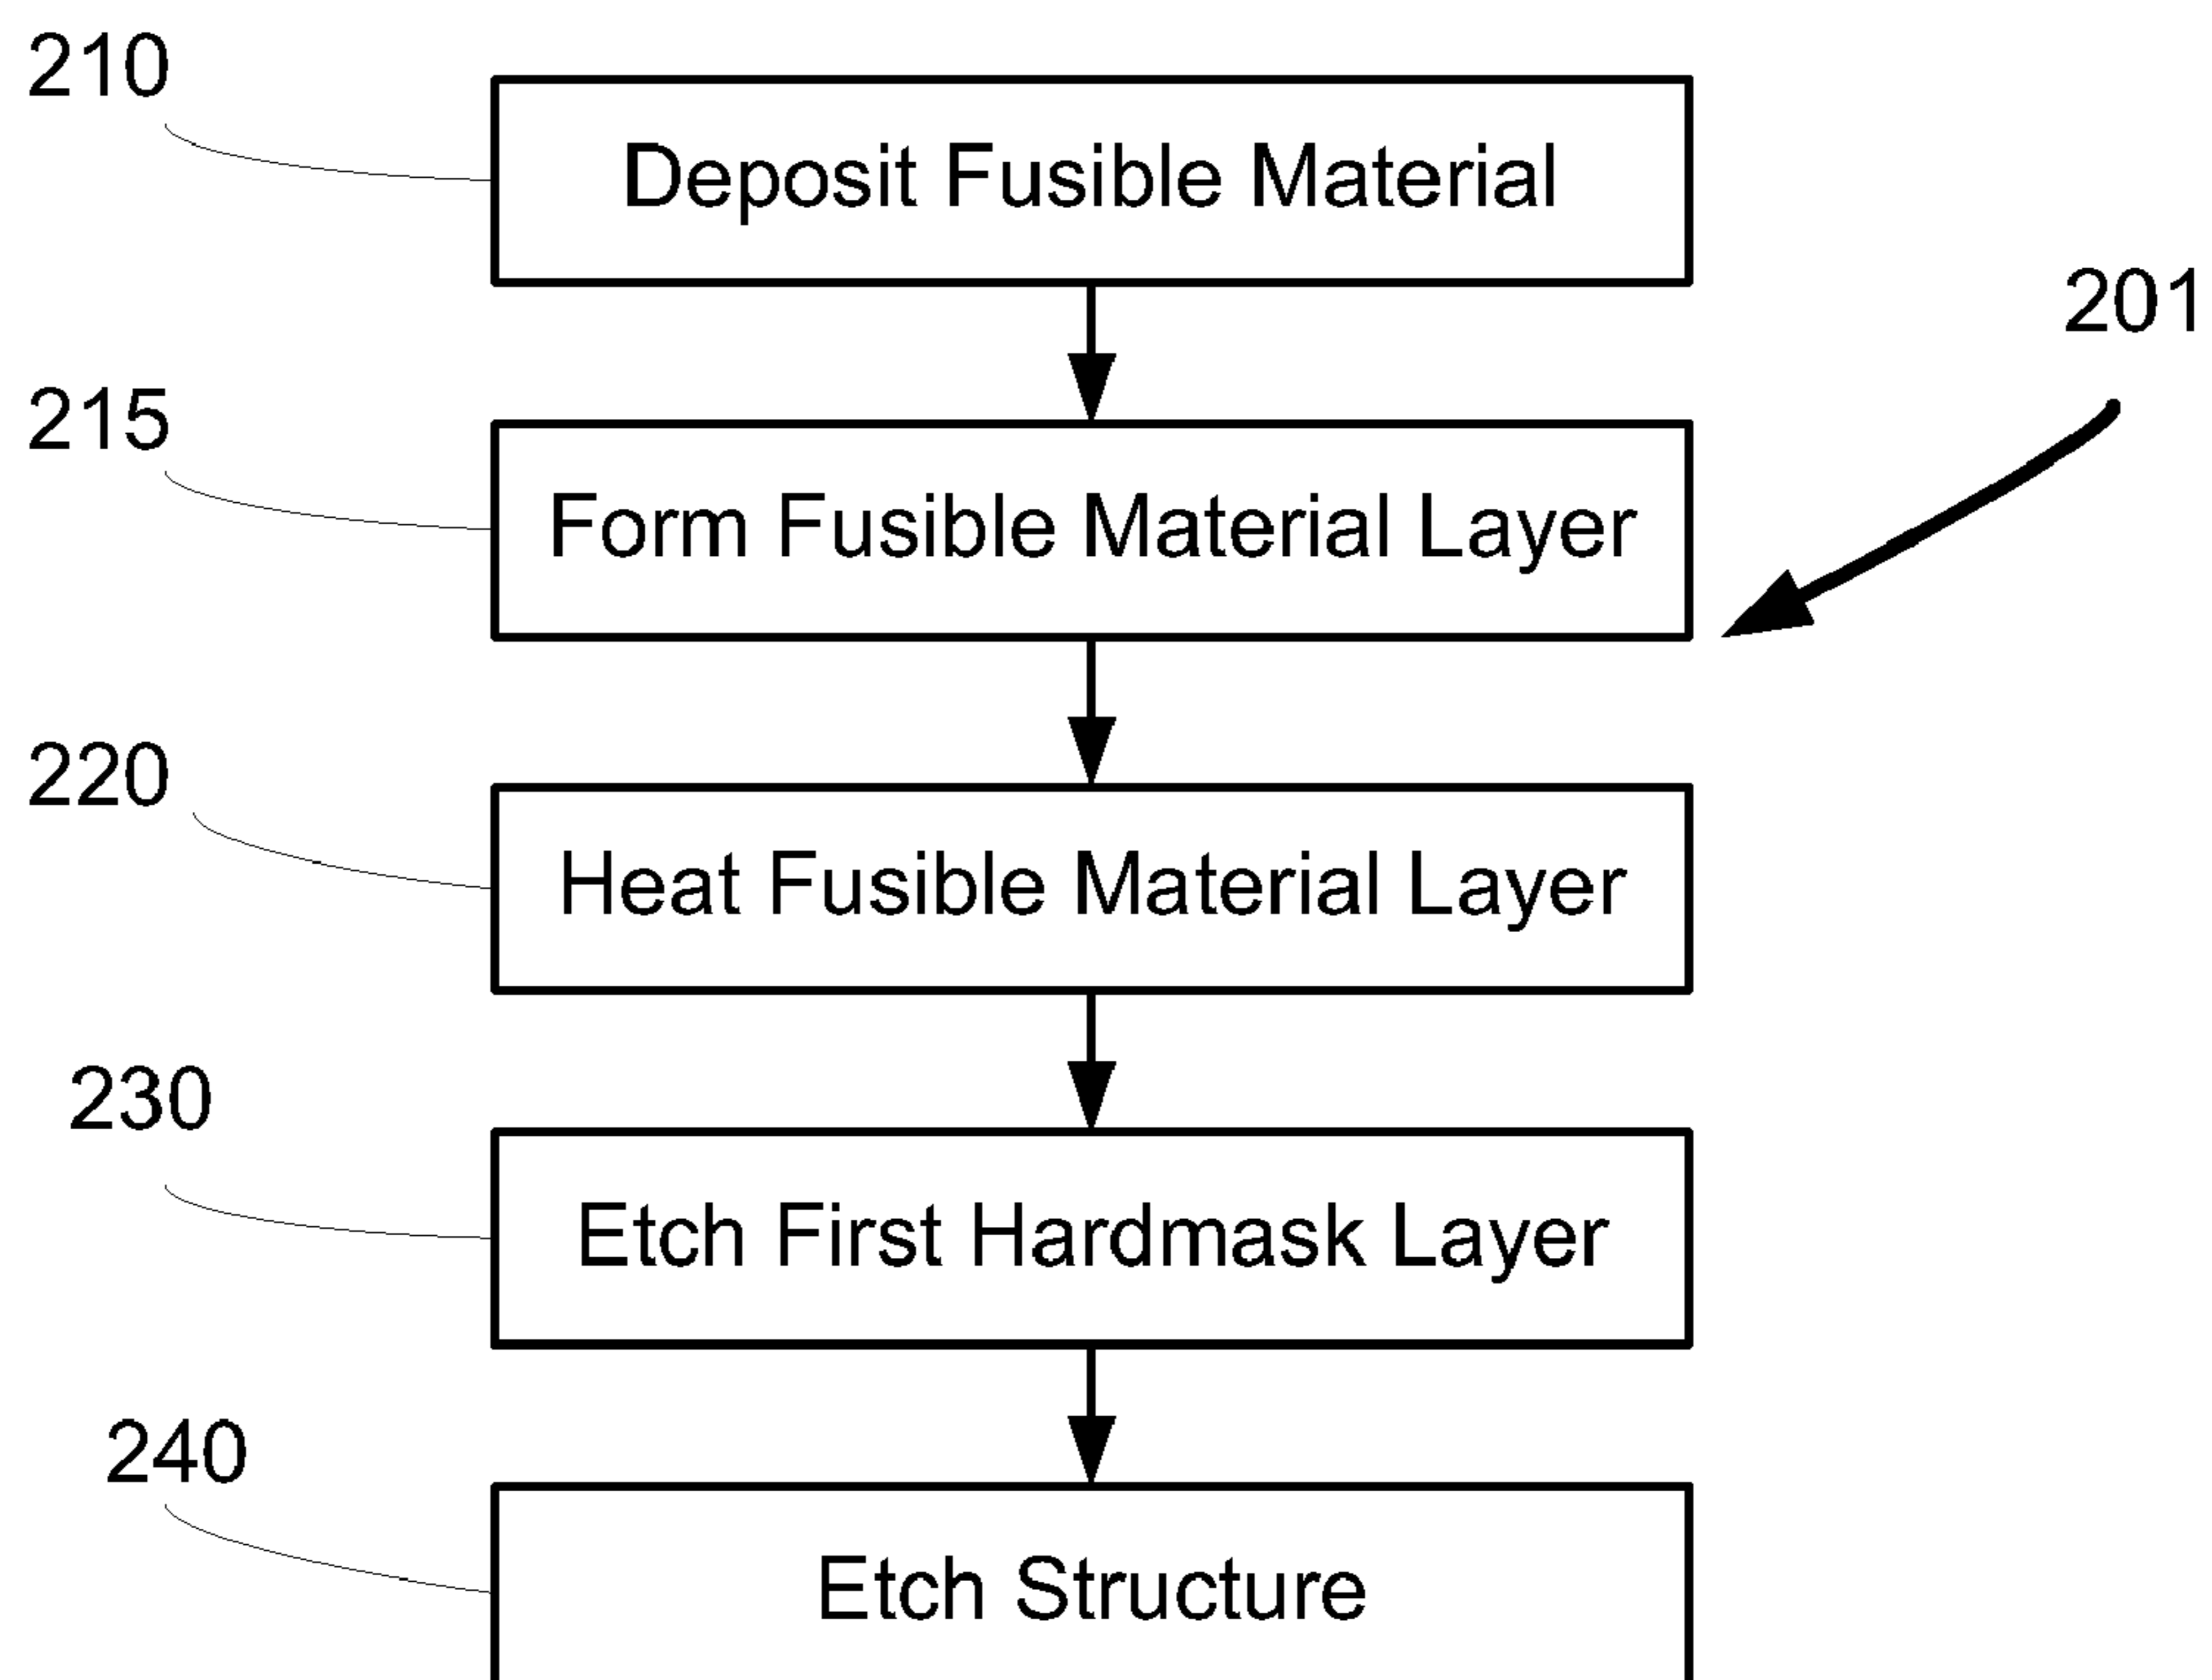 210
Deposit Fusible Material
201
215
Form Fusible Material Layer
220
Heat Fusible Material Layer
230
Etch First Hardmask Layer
240
Etch Structure